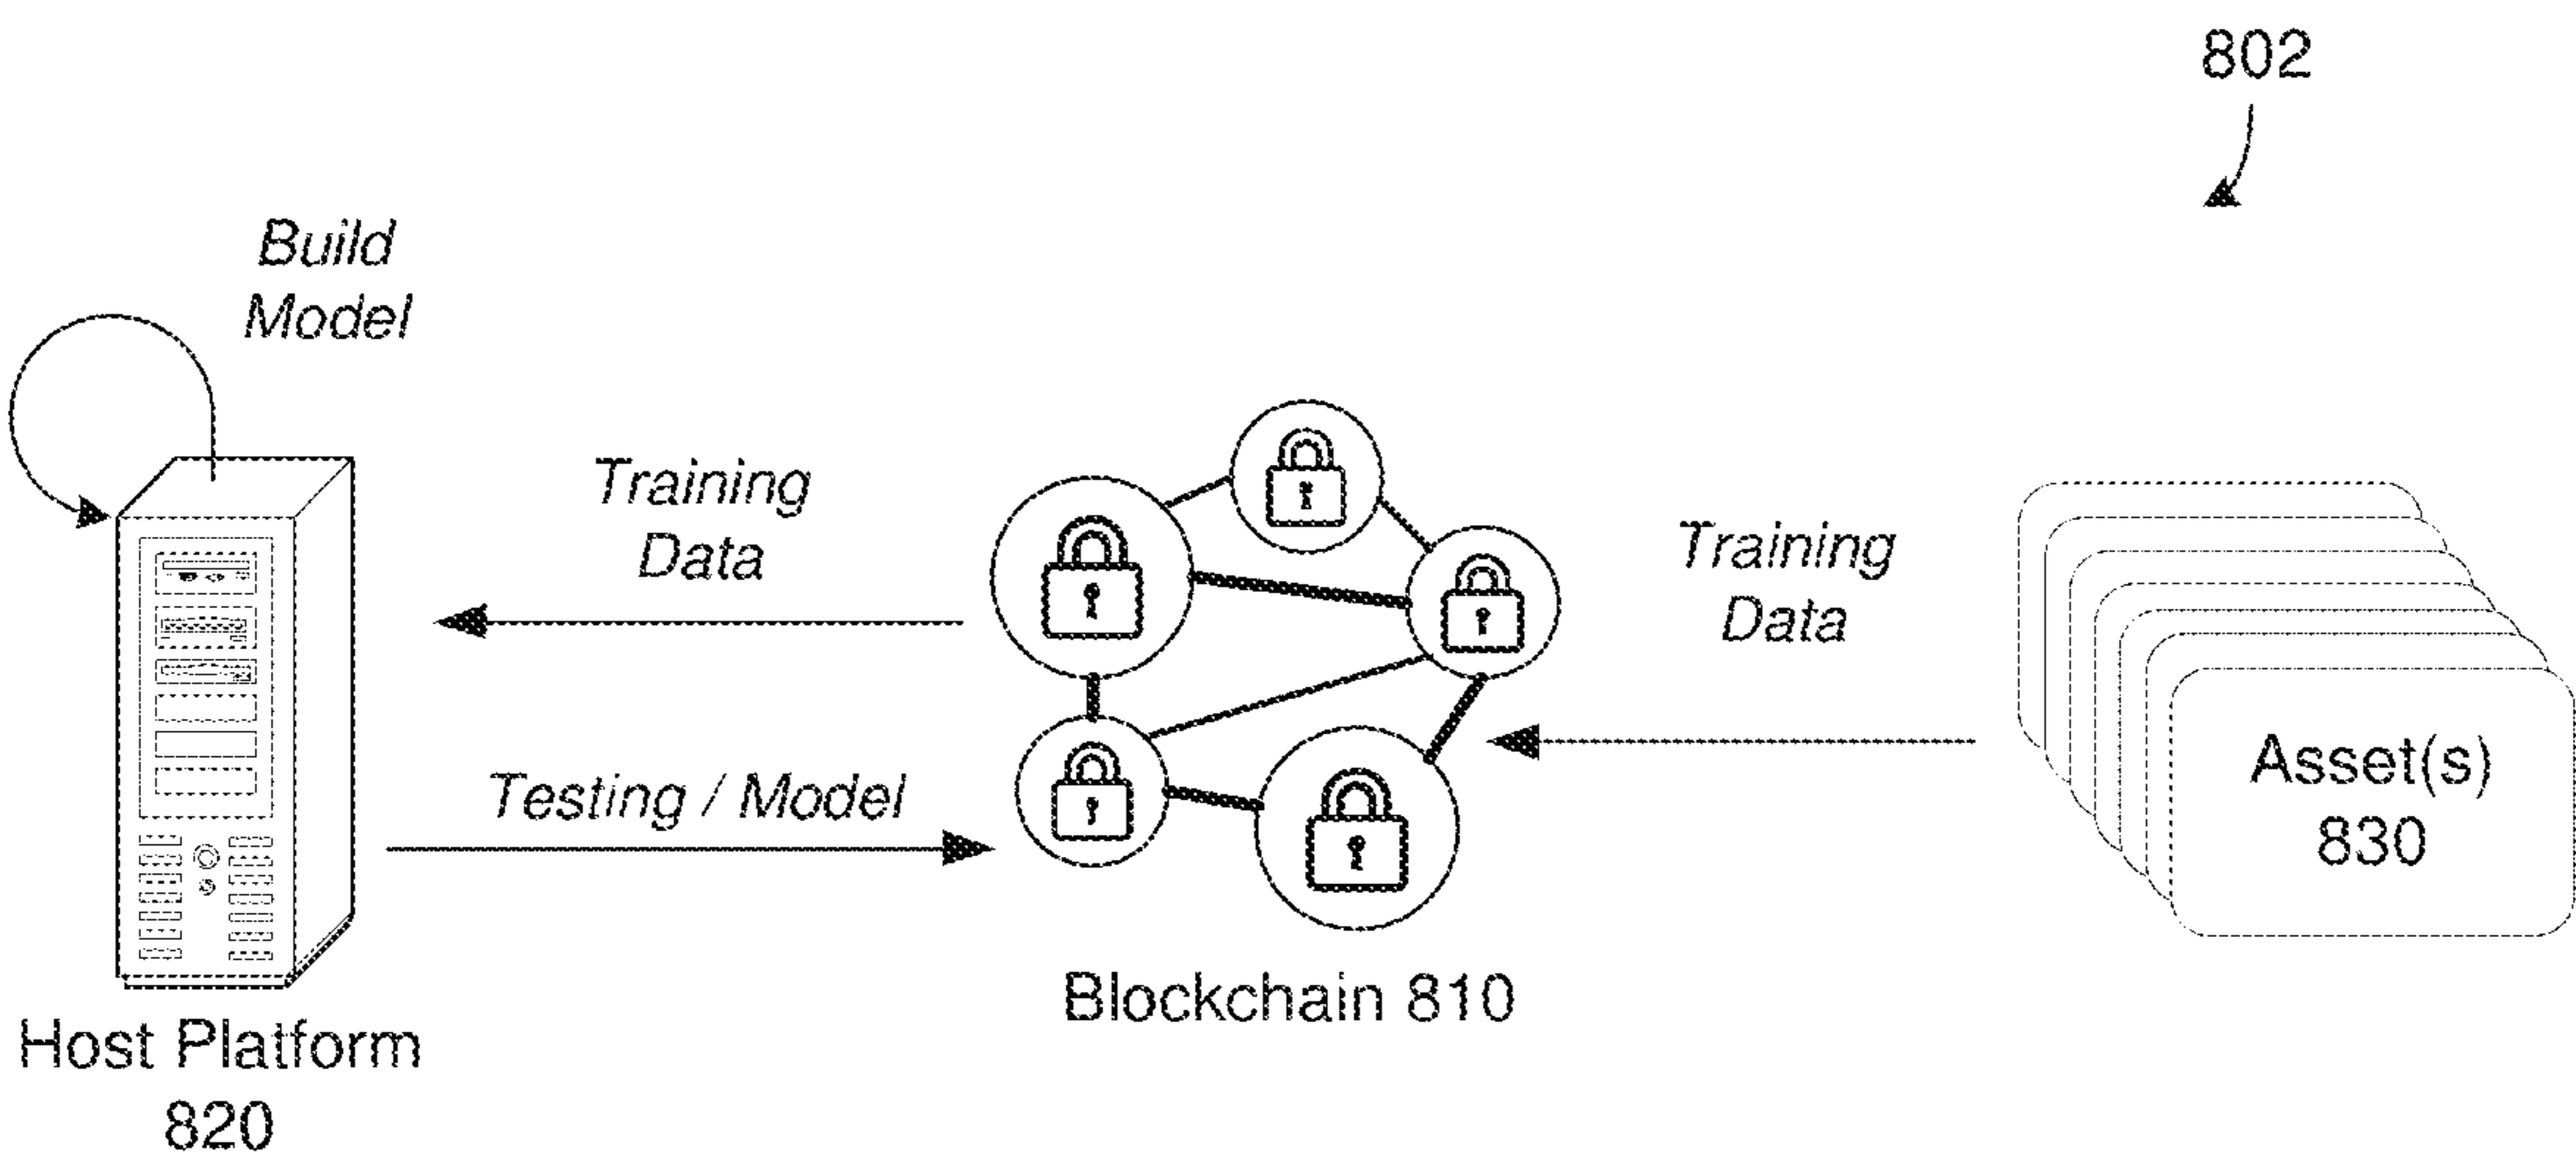 802
Build
Model
Training
Data
Training
Data
Testing / Model
Asset(s)
830
Blockchain 810
Host Platform
820